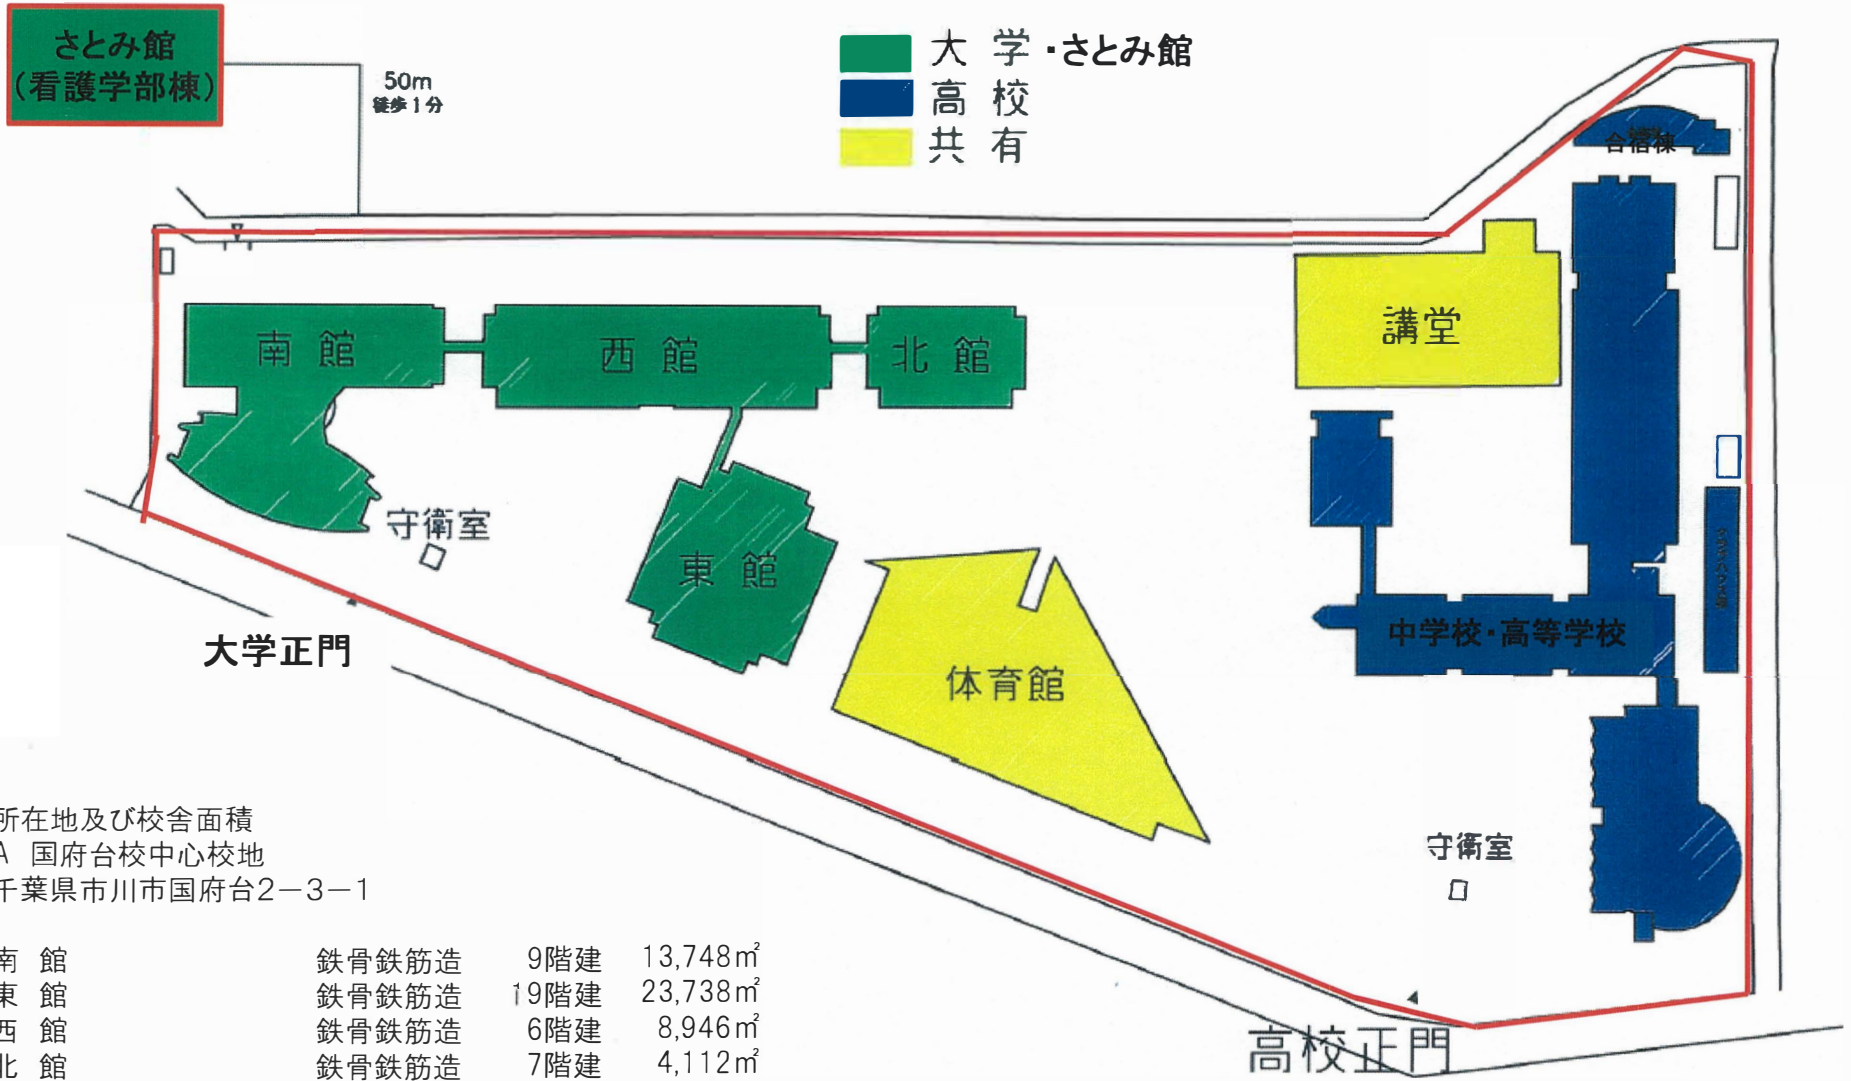 さとみ館
(看護学部棟)
50m
徒歩1分
大 学 ・さとみ館
高 校
共 有
合宿棟
講堂
南 館
西 館
北 館
守衛室
東 館
大学正門
体育館
中学校・高等学校
守衛室
高校正門
所在地及び校舎面積
A 国府台校中心校地
千葉県市川市国府台2-3-1
南 館 鉄骨鉄筋造 9階建 13,748㎡
東 館 鉄骨鉄筋造 19階建 23,738㎡
西 館 鉄骨鉄筋造 6階建 8,946㎡
北 館 鉄骨鉄筋造 7階建 4,112㎡